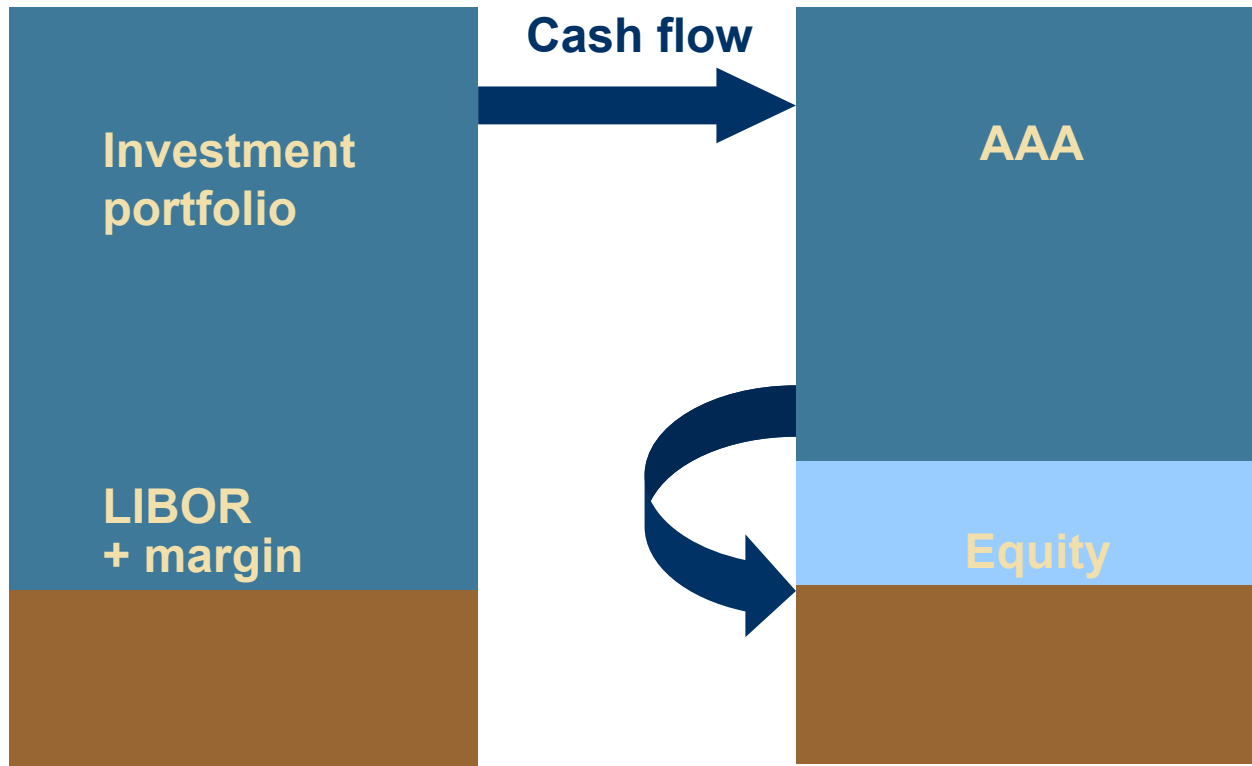 Cash flow
Investment
portfolio
AAA
LIBOR
+ margin
Equity